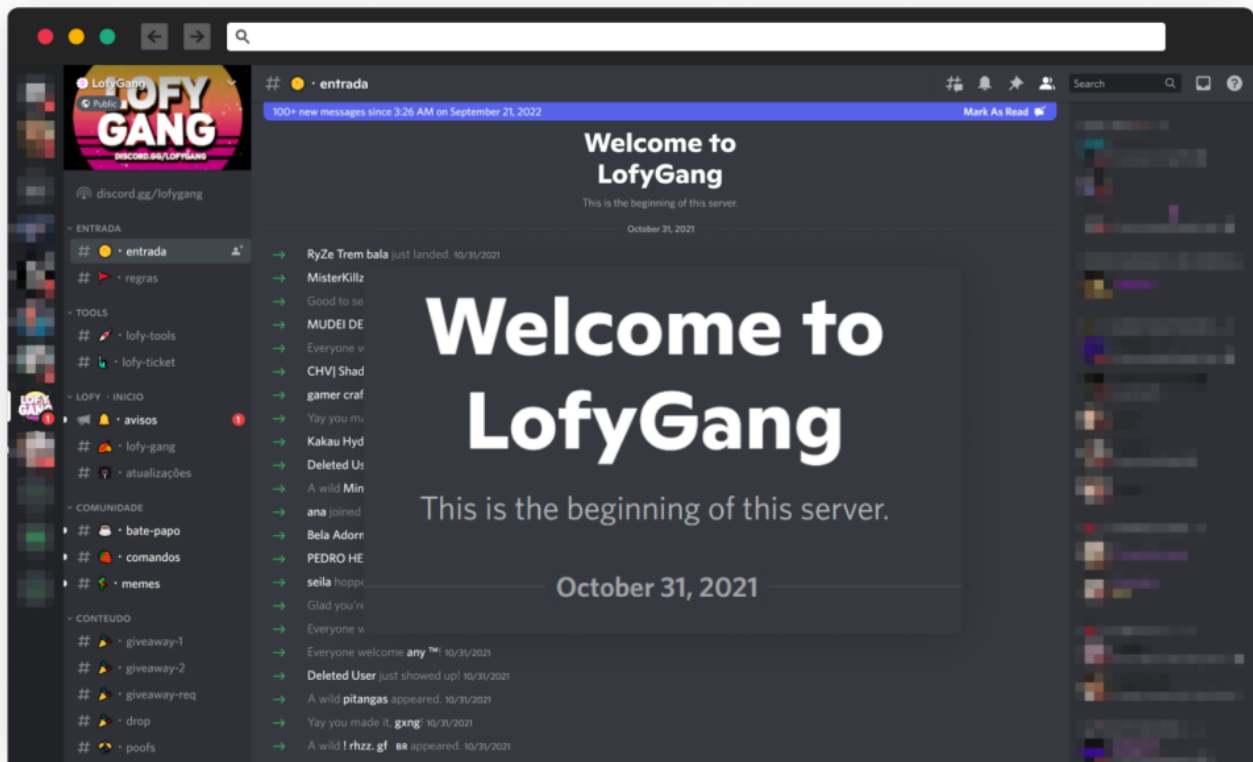 LofyGang
Public
LOFY
GANG
DISCORD.GG/LOFYGANG
discord.gg/lofygang
ENTRADA
# · entrada
# · regras
TOOLS
# · lofy-tools
# · lofy-ticket
LOFY · INICIO
· avisos 1
# · lofy-gang
# · atualizações
COMUNIDADE
# · bate-papo
# · comandos
# · memes
CONTEUDO
# · giveaway-1
# · giveaway-2
# · giveaway-req
# · drop
# · poofs
LOFY
GANG
1
# · entrada
Search
100+ new messages since 3:26 AM on September 21, 2022 Mark As Read
Welcome to
LofyGang
This is the beginning of this server.
October 31, 2021
RyZe Trem bala just landed. 10/31/2021
MisterKillz
Good to se
MUDEI DE
Everyone w
CHV| Shad
gamer craf
Yay you ma
Kakau Hyd
Deleted Us
A wild Min
ana joined
Bela Adorn
PEDRO HE
seila hoppe
Glad you're
Everyone w
Everyone welcome any ™! 10/31/2021
Deleted User just showed up! 10/31/2021
A wild pitangas appeared. 10/31/2021
Yay you made it, gxng! 10/31/2021
A wild ! rhzz. gf BR appeared. 10/31/2021
Welcome to
LofyGang
This is the beginning of this server.
October 31, 2021